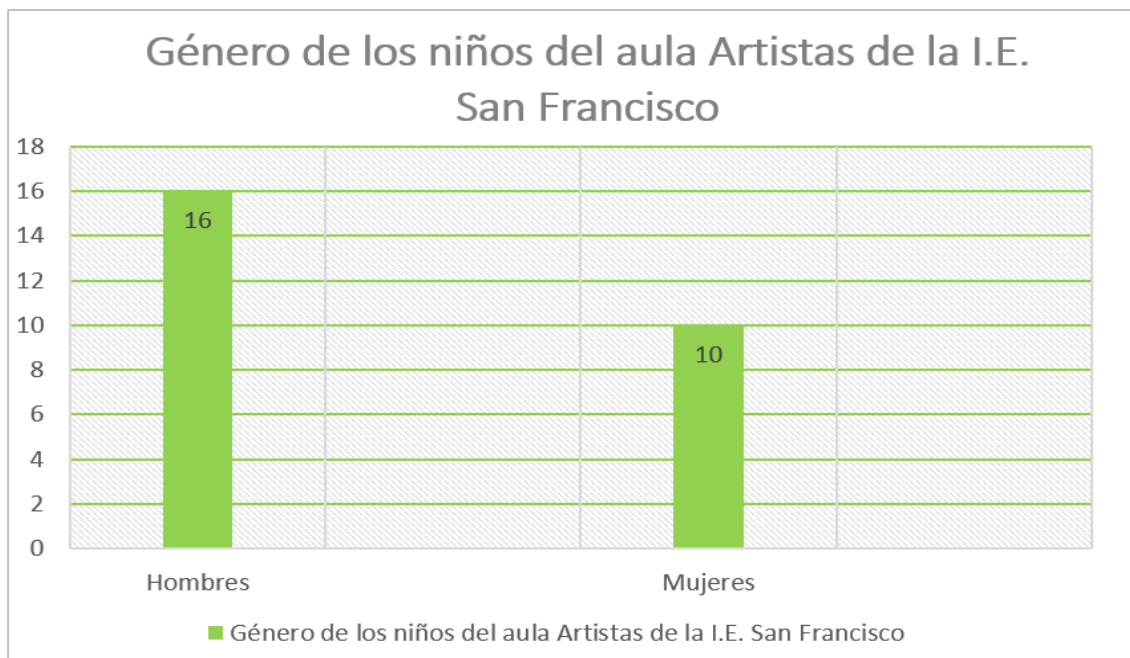 Género de los niños del aula Artistas de la I.E.
San Francisco
18
16
14
12
10
8
6
4
2
0
16
10
Hombres
Mujeres
Género de los niños del aula Artistas de la I.E. San Francisco